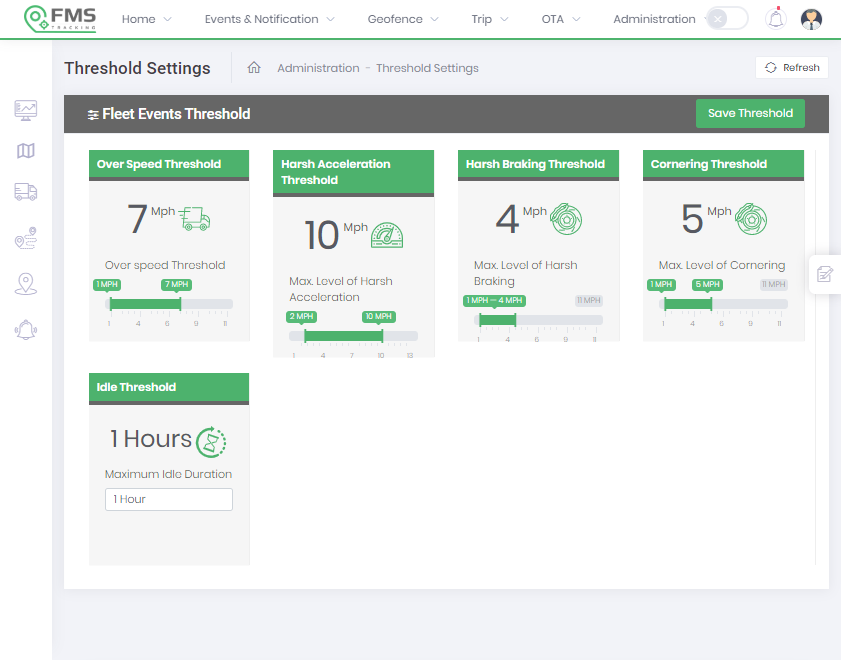 FMS
TRACKING
Home
Events & Notification
Geofence
Trip
OTA
Administration
Threshold Settings
Administration - Threshold Settings
Refresh
Fleet Events Threshold
Save Threshold
Over Speed Threshold
7 Mph
Over speed Threshold
1 MPH
7 MPH
1 4 6 9 11
Harsh Acceleration
Threshold
10 Mph
Max. Level of Harsh
Acceleration
2 MPH
10 MPH
1 4 7 10 13
Harsh Braking Threshold
4 Mph
Max. Level of Harsh
Braking
1 MPH — 4 MPH
11 MPH
1 4 6 9 11
Cornering Threshold
5 Mph
Max. Level of Cornering
1 MPH
5 MPH
11 MPH
1 4 6 9 11
Idle Threshold
1 Hours
Maximum Idle Duration
1 Hour